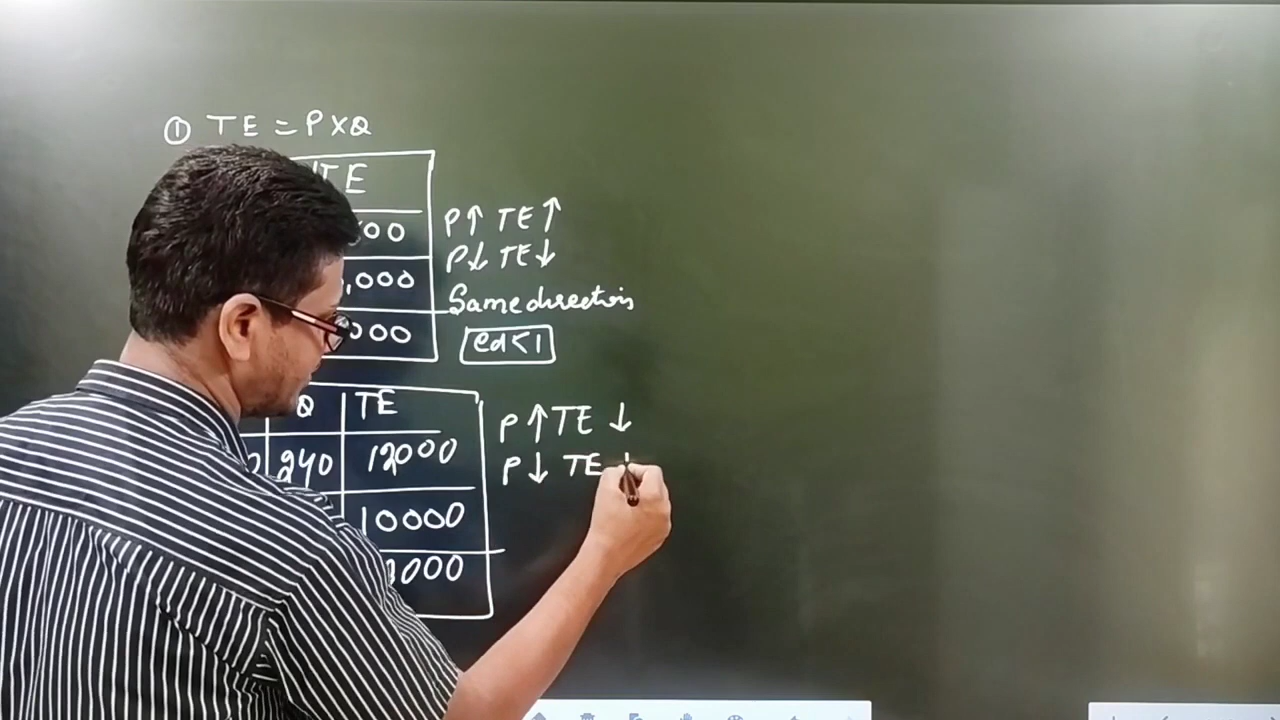 ① TE = P×Q
TE
00
P↑ TE↑
P↓ TE↓
,000
Same direction
000
ed<1
Q TE
P ↑ TE ↓
240 12000
P ↓ TE
10000
000